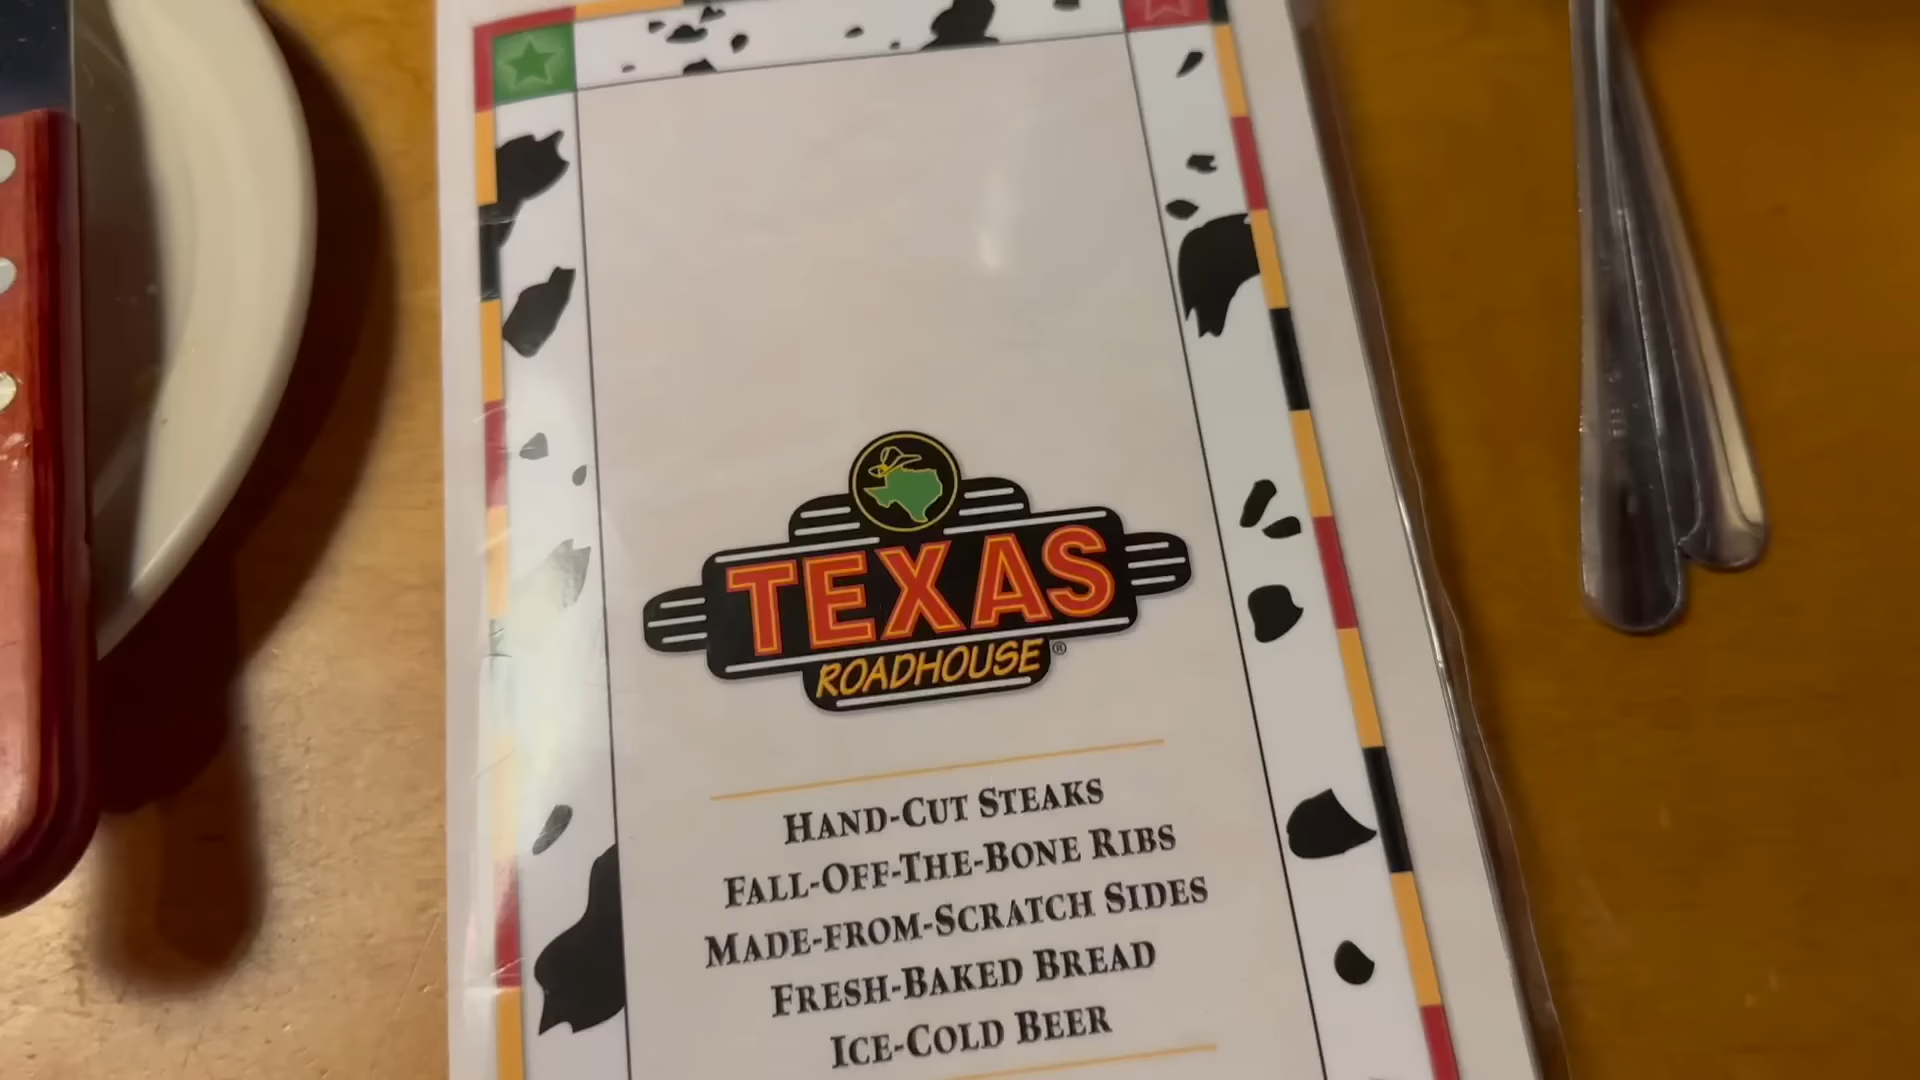 TEXAS
ROADHOUSE®
HAND-CUT STEAKS
FALL-OFF-THE-BONE RIBS
MADE-FROM-SCRATCH SIDES
FRESH-BAKED BREAD
ICE-COLD BEER